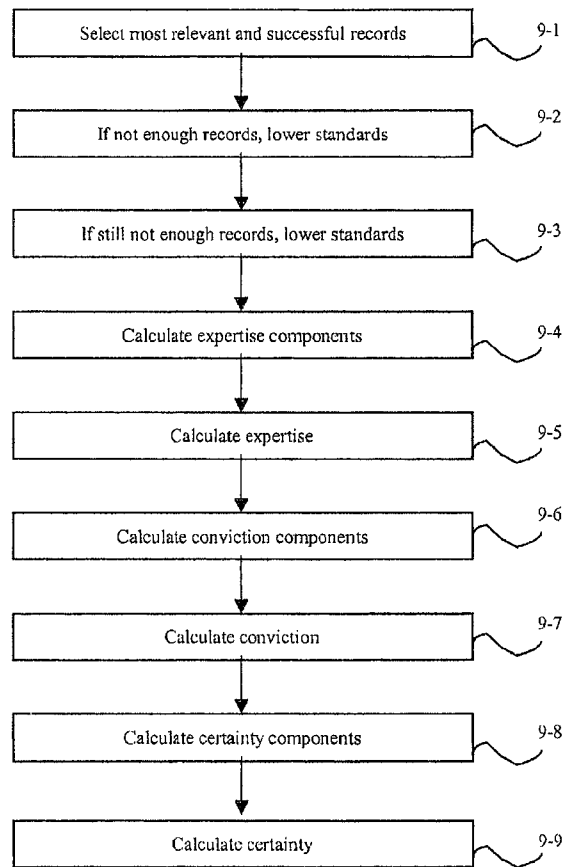 Select most relevant and successful records
9-1
If not enough records, lower standards
9-2
If still not enough records, lower standards
9-3
Calculate expertise components
9-4
Calculate expertise
9-5
Calculate conviction components
9-6
Calculate conviction
9-7
Calculate certainty components
9-8
Calculate certainty
9-9